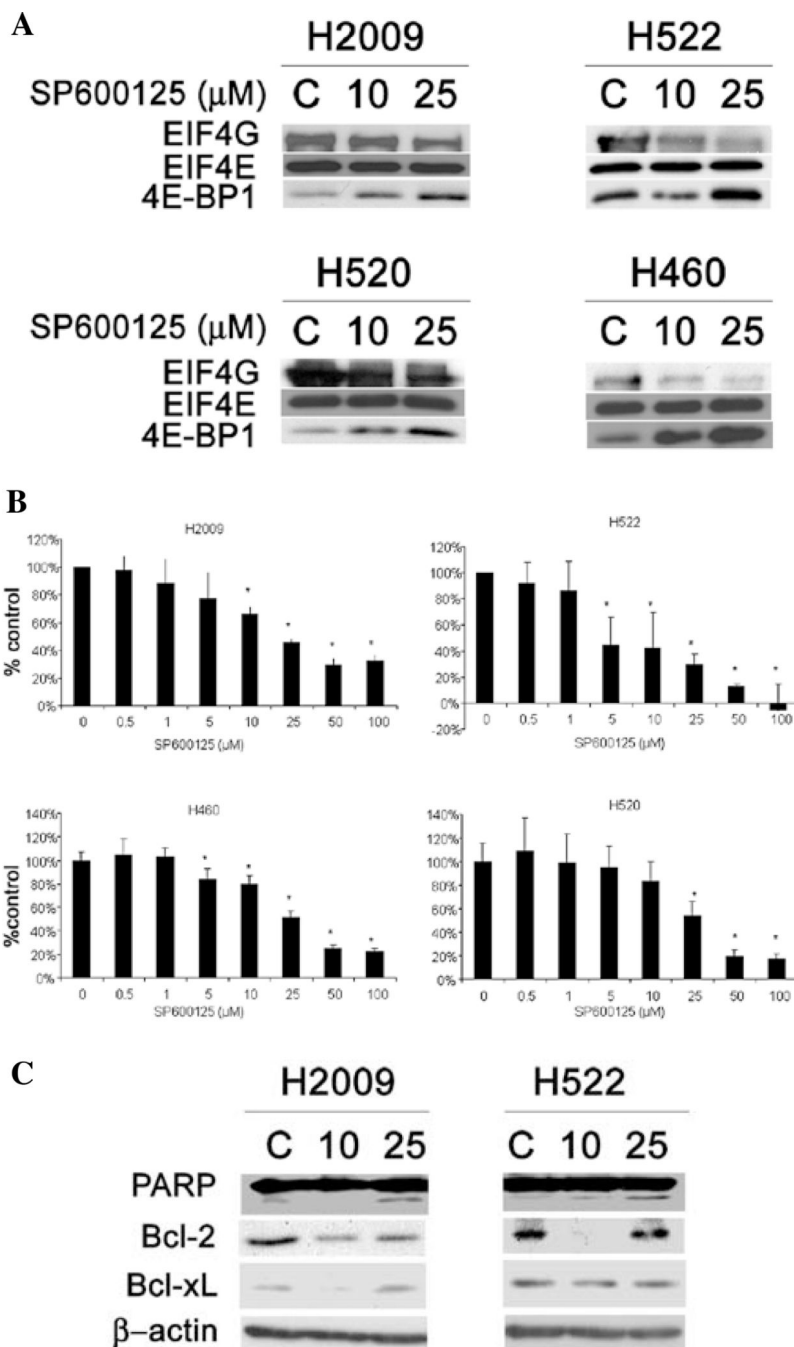 A
H2009 H522
SP600125 (μM) C 10 25 C 10 25
EIF4G
EIF4E
4E-BP1
H520 H460
SP600125 (μM) C 10 25 C 10 25
EIF4G
EIF4E
4E-BP1
B
H2009
120%
100%
80%
60%
40%
20%
0%
% control
* * * *
0 0.5 1 5 10 25 50 100
SP600125 (μM)
H522
120%
100%
80%
60%
40%
20%
0%
-20%
* * * * *
0 0.5 1 5 10 25 50 100
SP600125 (μM)
H460
140%
120%
100%
80%
60%
40%
20%
0%
%control
* * * * *
0 0.5 1 5 10 25 50 100
SP600125 (μM)
H520
140%
120%
100%
80%
60%
40%
20%
0%
* * *
0 0.5 1 5 10 25 50 100
SP600125 (μM)
C
H2009 H522
C 10 25 C 10 25
PARP
Bcl-2
Bcl-xL
β–actin